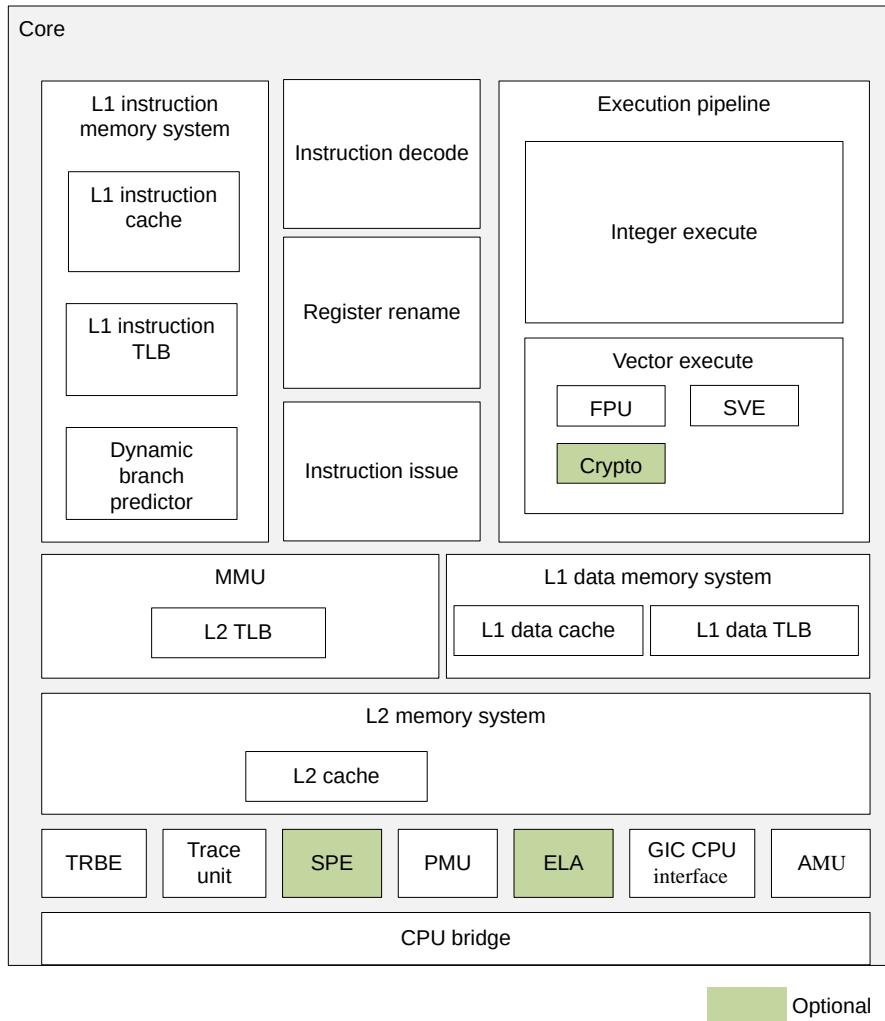 Core
L1 instruction
memory system
L1 instruction
cache
L1 instruction
TLB
Dynamic
branch
predictor
Instruction decode
Register rename
Instruction issue
Execution pipeline
Integer execute
Vector execute
FPU
SVE
Crypto
MMU
L2 TLB
L1 data memory system
L1 data cache
L1 data TLB
L2 memory system
L2 cache
TRBE
Trace
unit
SPE
PMU
ELA
GIC CPU
interface
AMU
CPU bridge
Optional